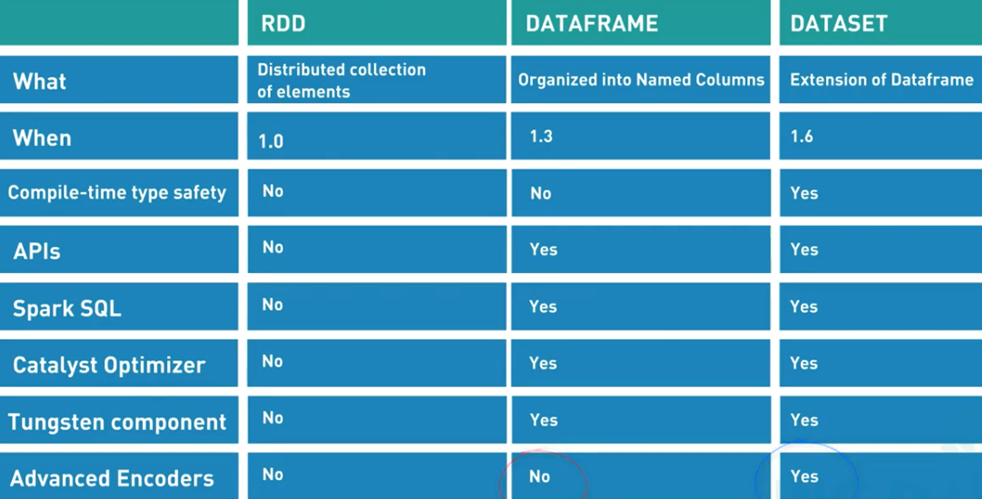 RDD DATAFRAME DATASET
What Distributed collection of elements Organized into Named Columns Extension of Dataframe
When 1.0 1.3 1.6
Compile-time type safety No No Yes
APIs No Yes Yes
Spark SQL No Yes Yes
Catalyst Optimizer No Yes Yes
Tungsten component No Yes Yes
Advanced Encoders No No Yes